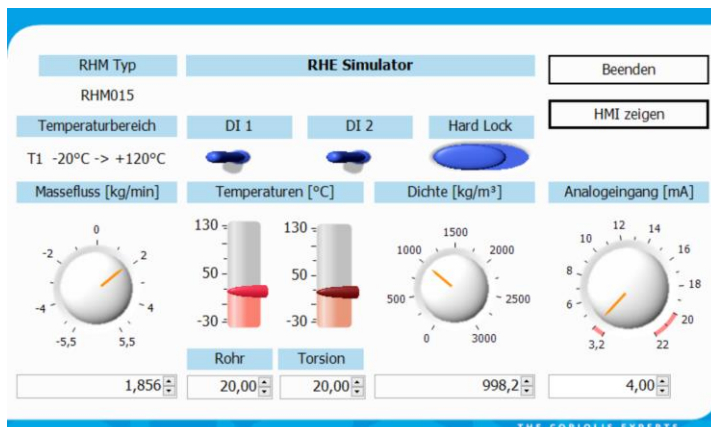 RHM Typ
RHE Simulator
Beenden
RHM015
HMI zeigen
Temperaturbereich
DI 1
DI 2
Hard Lock
T1 -20°C -> +120°C
Massefluss [kg/min]
Temperaturen [°C]
Dichte [kg/m³]
Analogeingang [mA]
0
-2
2
-4
4
-5,5
5,5
130
50
-30
130
50
-30
1500
1000
2000
500
2500
0
3000
12
10
14
8
16
6
18
20
3,2
22
Rohr
Torsion
1,856
20,00
20,00
998,2
4,00
THE CORIOLIS EXPERTS